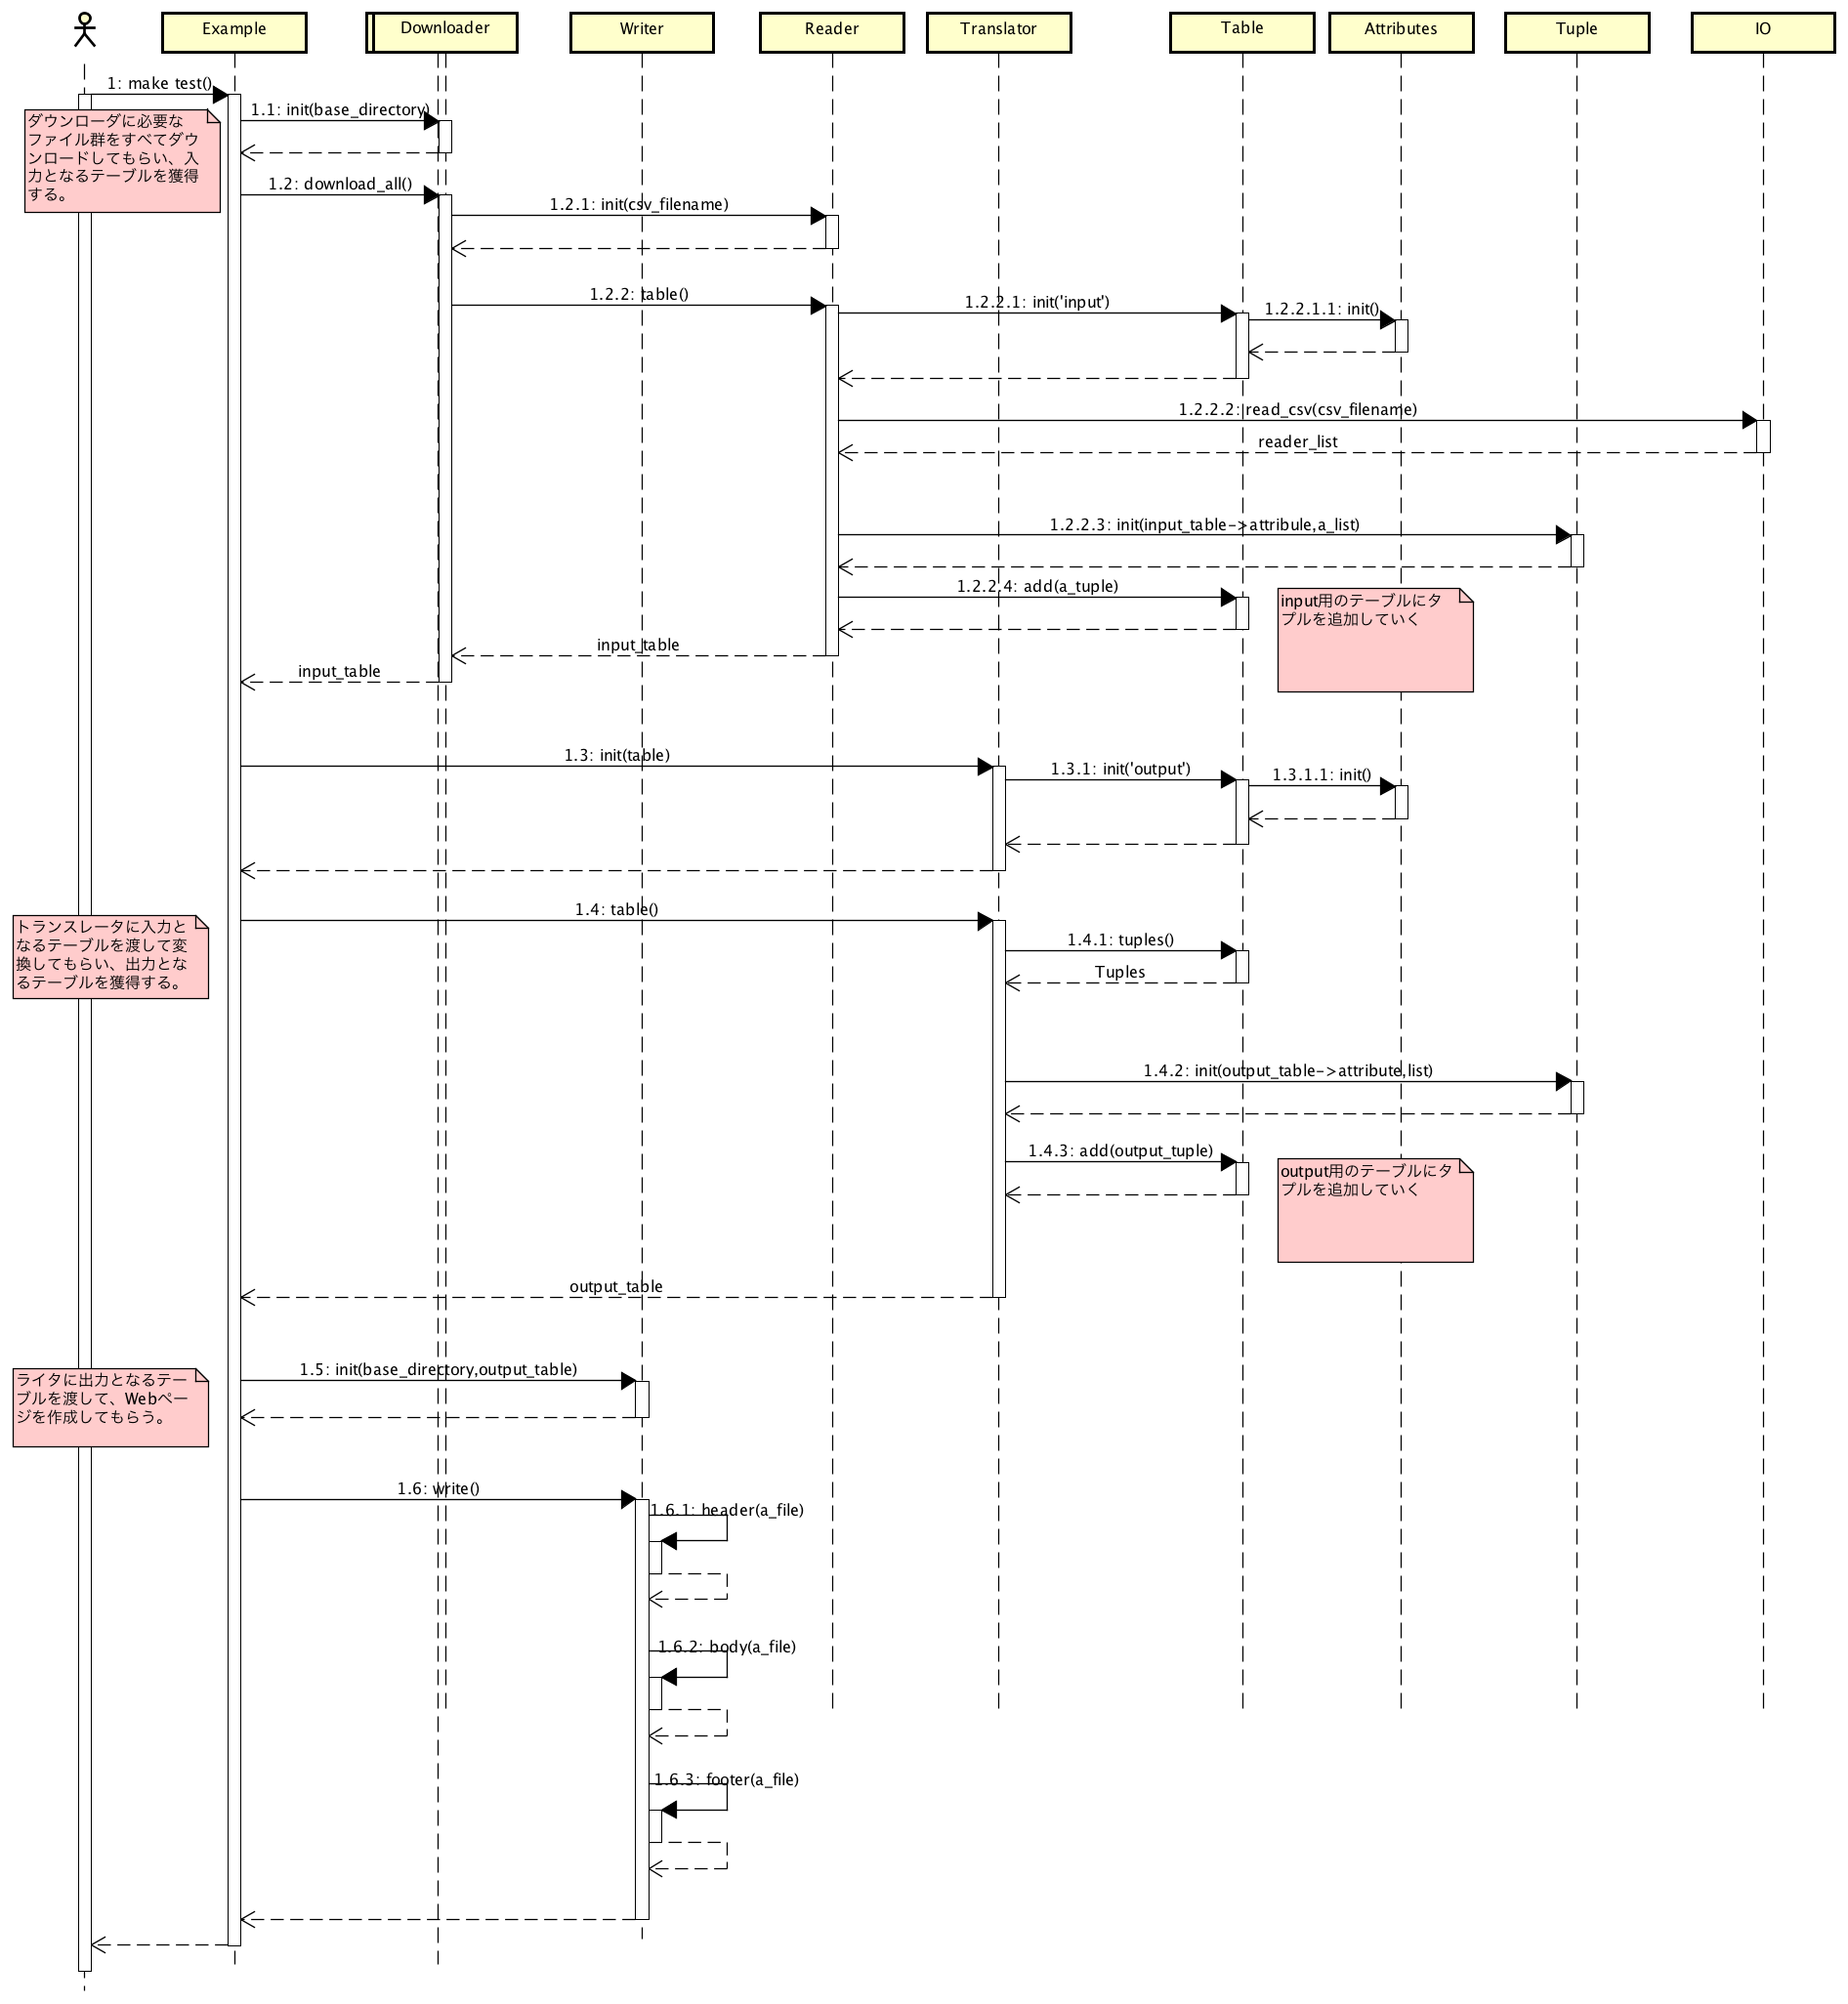 Example
Downloader
Writer
Reader
Translator
Table
Attributes
Tuple
IO
1: make test()
ダウンローダに必要な
ファイル群をすべてダウ
ンロードしてもらい、入
力となるテーブルを獲得
する。
1.1: init(base_directory)
1.2: download_all()
1.2.1: init(csv_filename)
1.2.2: table()
1.2.2.1: init('input')
1.2.2.1.1: init()
1.2.2.2: read_csv(csv_filename)
reader_list
1.2.2.3: init(input_table->attribule,a_list)
1.2.2.4: add(a_tuple)
input用のテーブルにタ
プルを追加していく
input_table
input_table
1.3: init(table)
1.3.1: init('output')
1.3.1.1: init()
トランスレータに入力と
なるテーブルを渡して変
換してもらい、出力とな
るテーブルを獲得する。
1.4: table()
1.4.1: tuples()
Tuples
1.4.2: init(output_table->attribute,list)
1.4.3: add(output_tuple)
output用のテーブルにタ
プルを追加していく
output_table
ライタに出力となるテー
ブルを渡して、Webペー
ジを作成してもらう。
1.5: init(base_directory,output_table)
1.6: write()
1.6.1: header(a_file)
1.6.2: body(a_file)
1.6.3: footer(a_file)